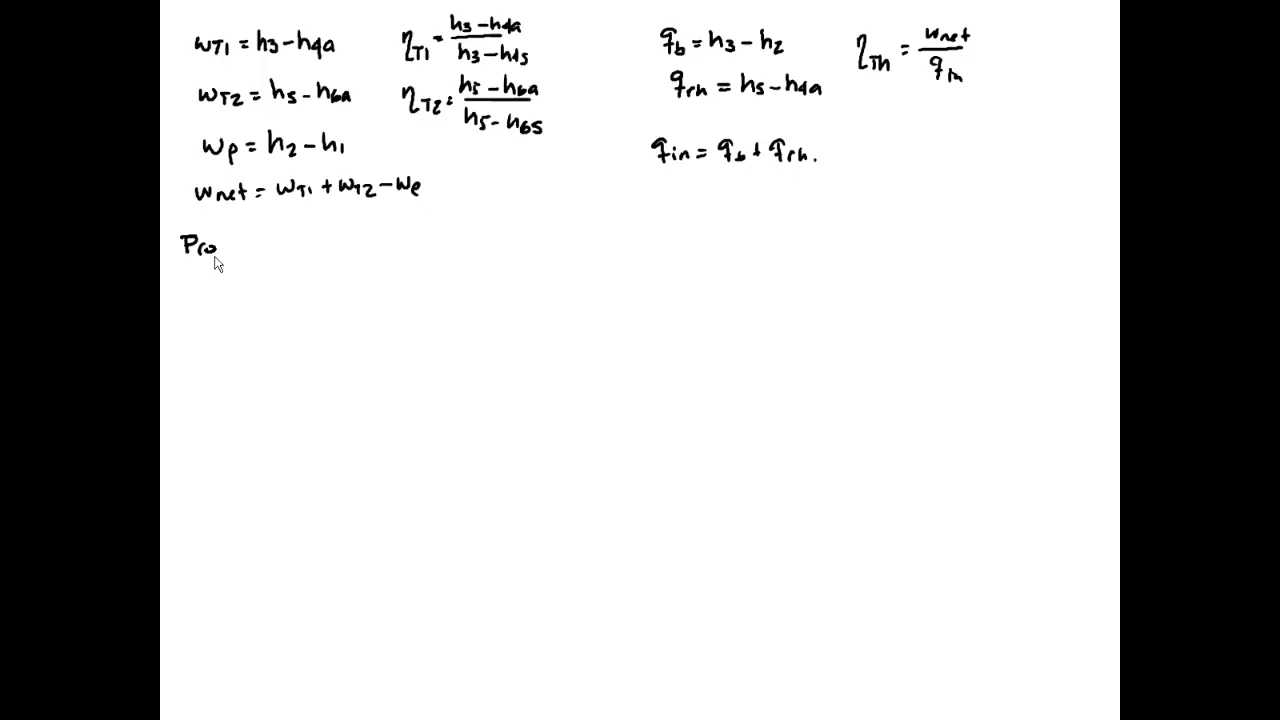 wT1 = h3 - h4a
wT2 = h5 - h6a
wp = h2 - h1
wnet = wT1 + wT2 - wp
ηT1 = h3 - h4a / h3 - h4s
ηT2 = h5 - h6a / h5 - h6s
qb = h3 - h2
qrh = h5 - h4a
qin = qb + qrh.
ηTh = wnet / qin
Pro